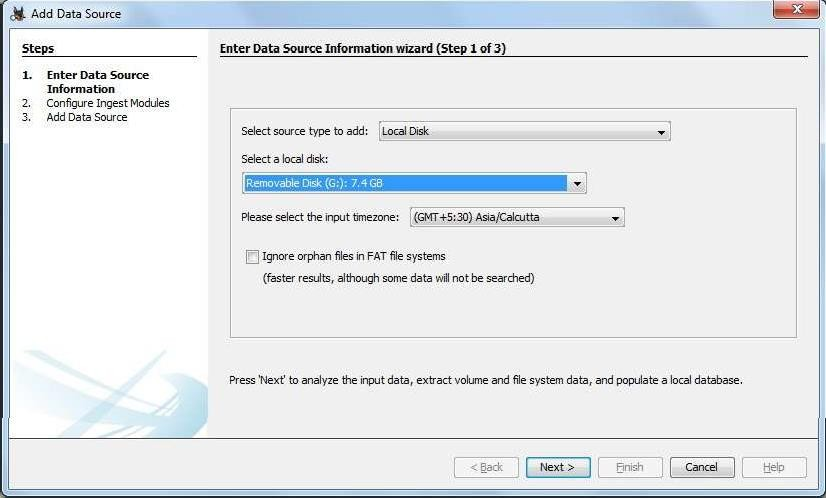 Add Data Source
Steps
1. Enter Data Source
Information
2. Configure Ingest Modules
3. Add Data Source
Enter Data Source Information wizard (Step 1 of 3)
Select source type to add: Local Disk
Select a local disk:
Removable Disk (G:): 7.4 GB
Please select the input timezone: (GMT+5:30) Asia/Calcutta
Ignore orphan files in FAT file systems
(faster results, although some data will not be searched)
Press 'Next' to analyze the input data, extract volume and file system data, and populate a local database.
< Back Next > Finish Cancel Help